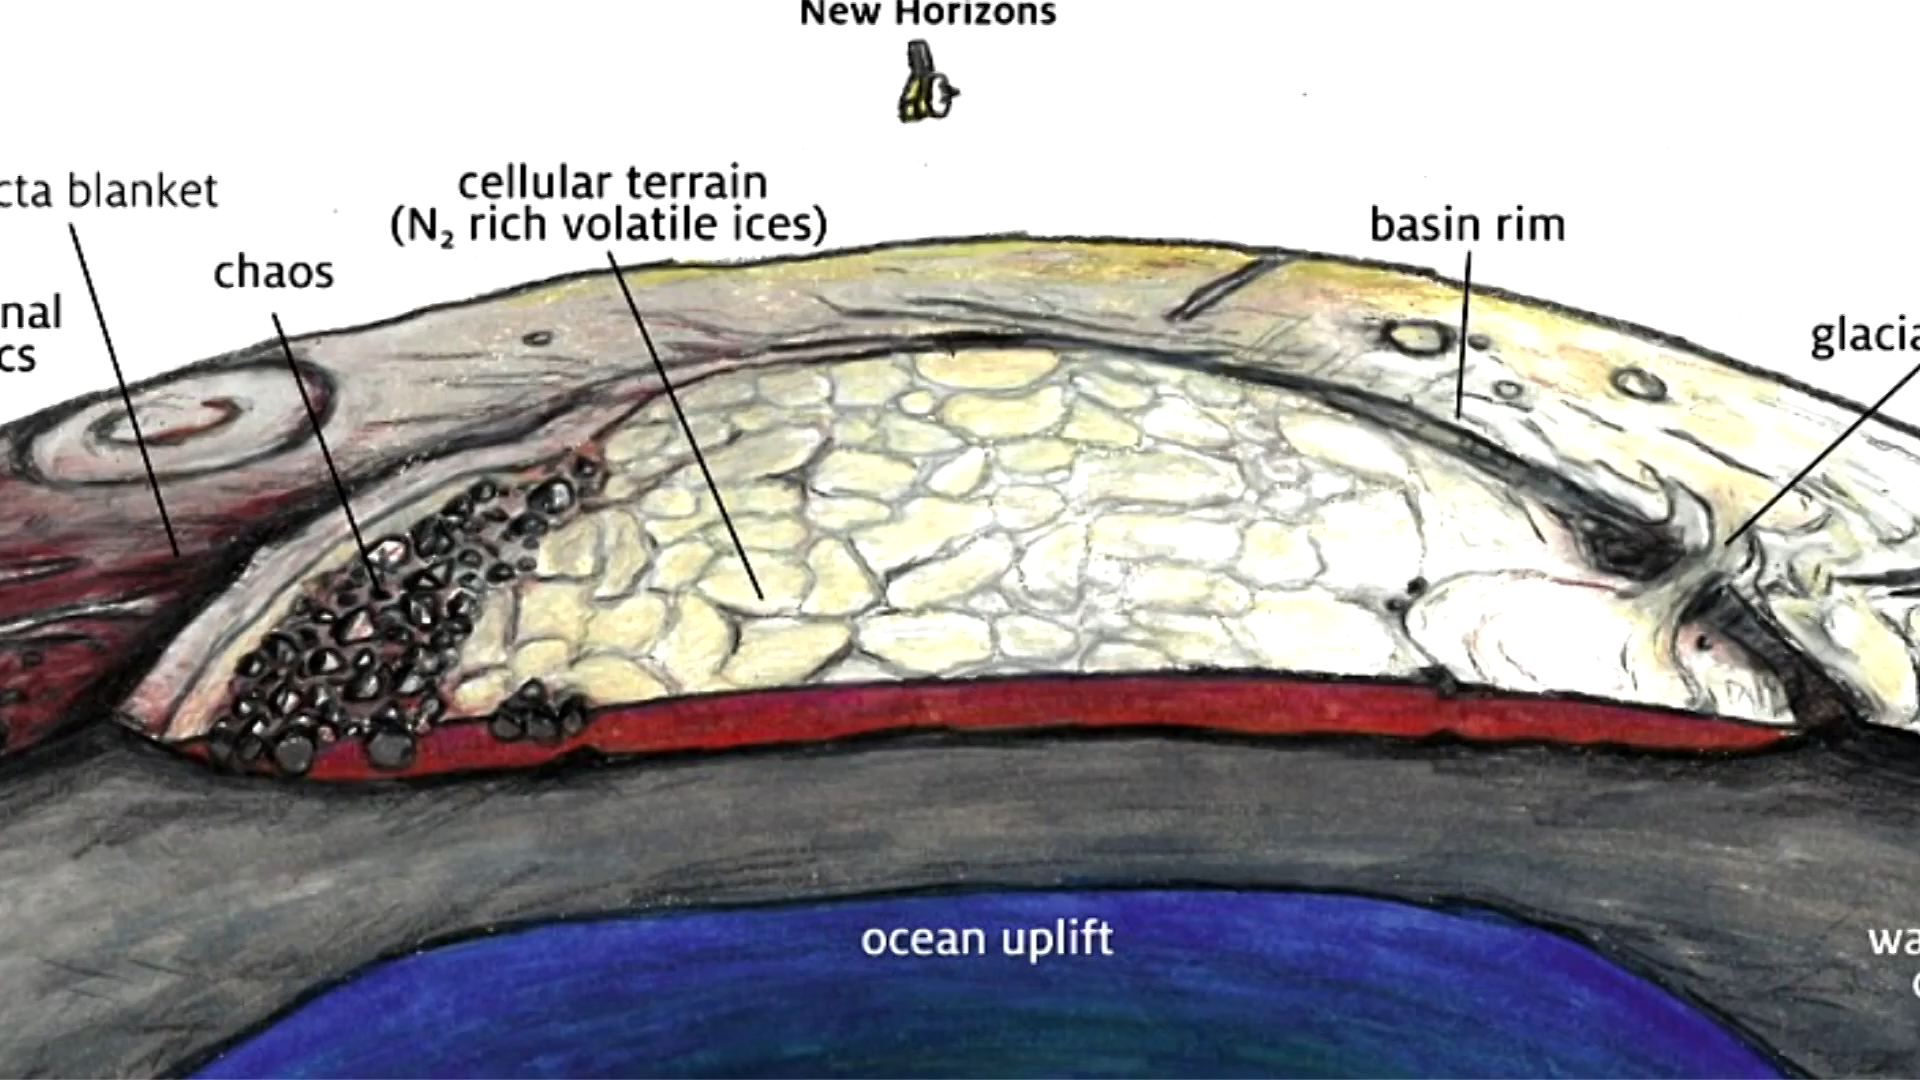 New Horizons
cta blanket
cellular terrain
(N₂ rich volatile ices)
basin rim
chaos
nal
cs
glacia
ocean uplift
wa